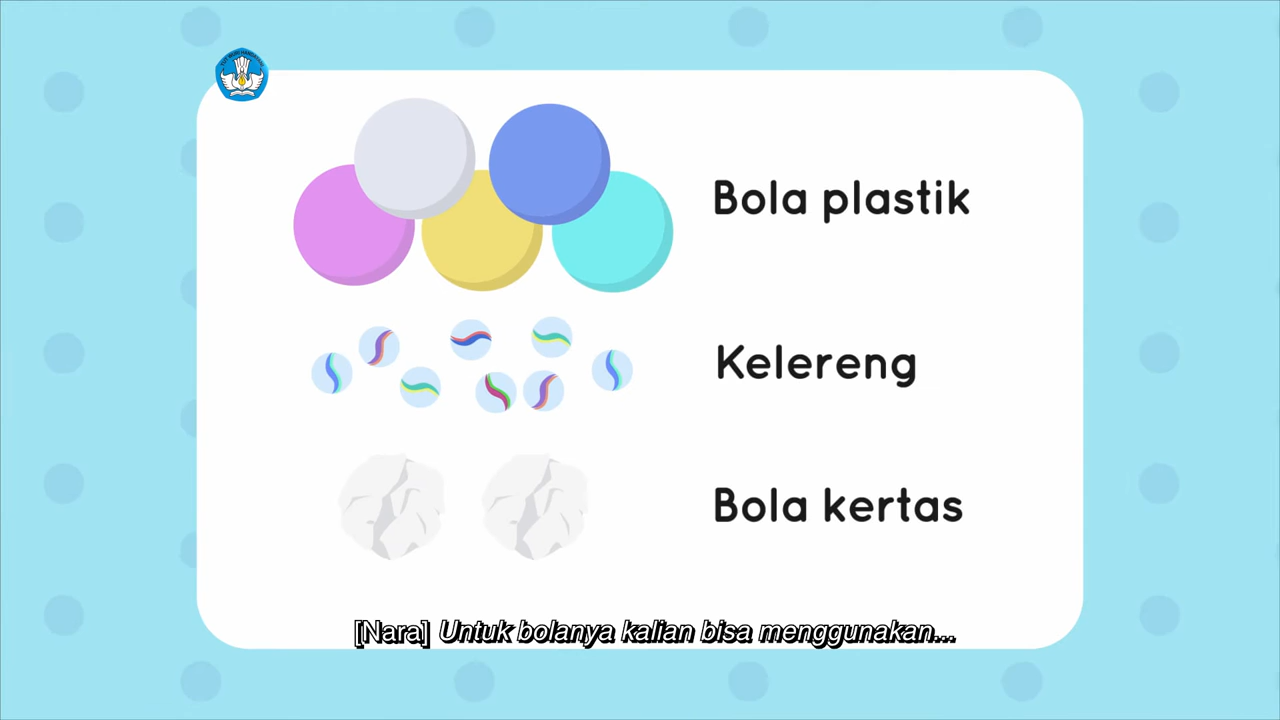 Bola plastik
Kelereng
Bola kertas
[Nara] Untuk bolanya kalian bisa menggunakan...